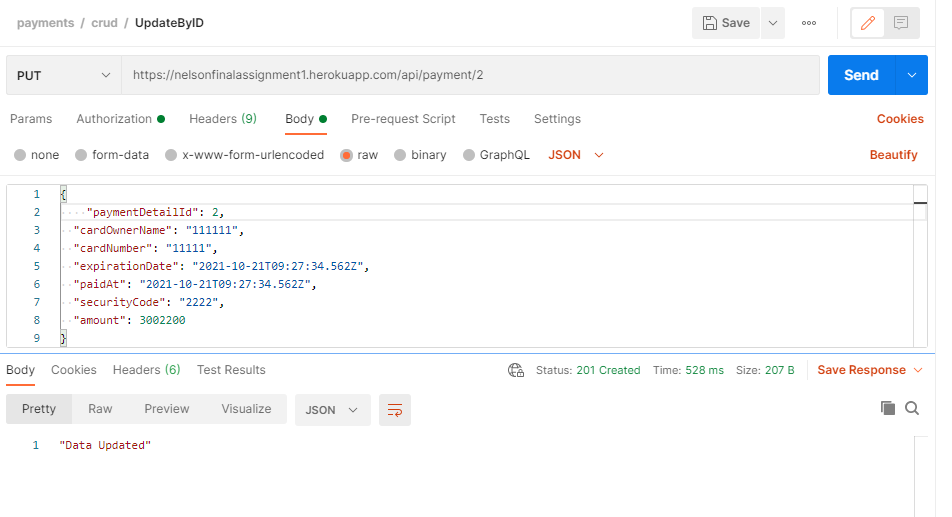 payments / crud / UpdateByID
Save
PUT https://nelsonfinalassignment1.herokuapp.com/api/payment/2 Send
Params Authorization Headers (9) Body Pre-request Script Tests Settings Cookies
none form-data x-www-form-urlencoded raw binary GraphQL JSON Beautify
1 {
2 "paymentDetailId": 2,
3 "cardOwnerName": "111111",
4 "cardNumber": "11111",
5 "expirationDate": "2021-10-21T09:27:34.562Z",
6 "paidAt": "2021-10-21T09:27:34.562Z",
7 "securityCode": "2222",
8 "amount": 3002200
9 }
Body Cookies Headers (6) Test Results Status: 201 Created Time: 528 ms Size: 207 B Save Response
Pretty Raw Preview Visualize JSON
1 "Data Updated"